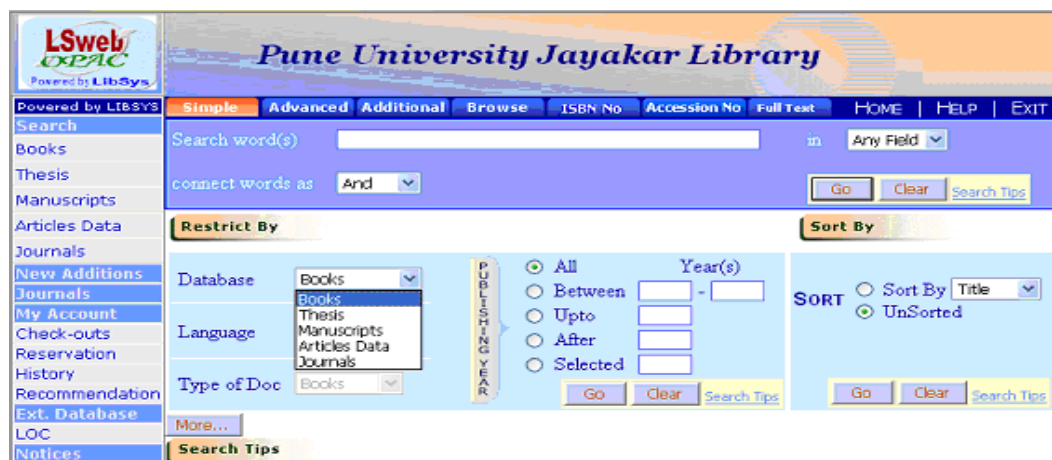 LSweb
OPAC
Powered by LibSys
Pune University Jayakar Library
Powered by LIBSYS
Simple Advanced Additional Browse ISBN No Accession No Full Text HOME | HELP | EXIT
Search
Books
Thesis
Manuscripts
Articles Data
Journals
New Additions
Journals
My Account
Check-outs
Reservation
History
Recommendation
Ext. Database
LOC
Notices
Search word(s) in Any Field
connect words as And
Go Clear Search Tips
Restrict By
Database Books
Books
Thesis
Manuscripts
Articles Data
Journals
Language
Type of Doc Books
PUBLISHING YEAR
All Year(s)
Between -
Upto
After
Selected
Go Clear Search Tips
Sort By
SORT Sort By Title
UnSorted
Go Clear Search Tips
More...
Search Tips